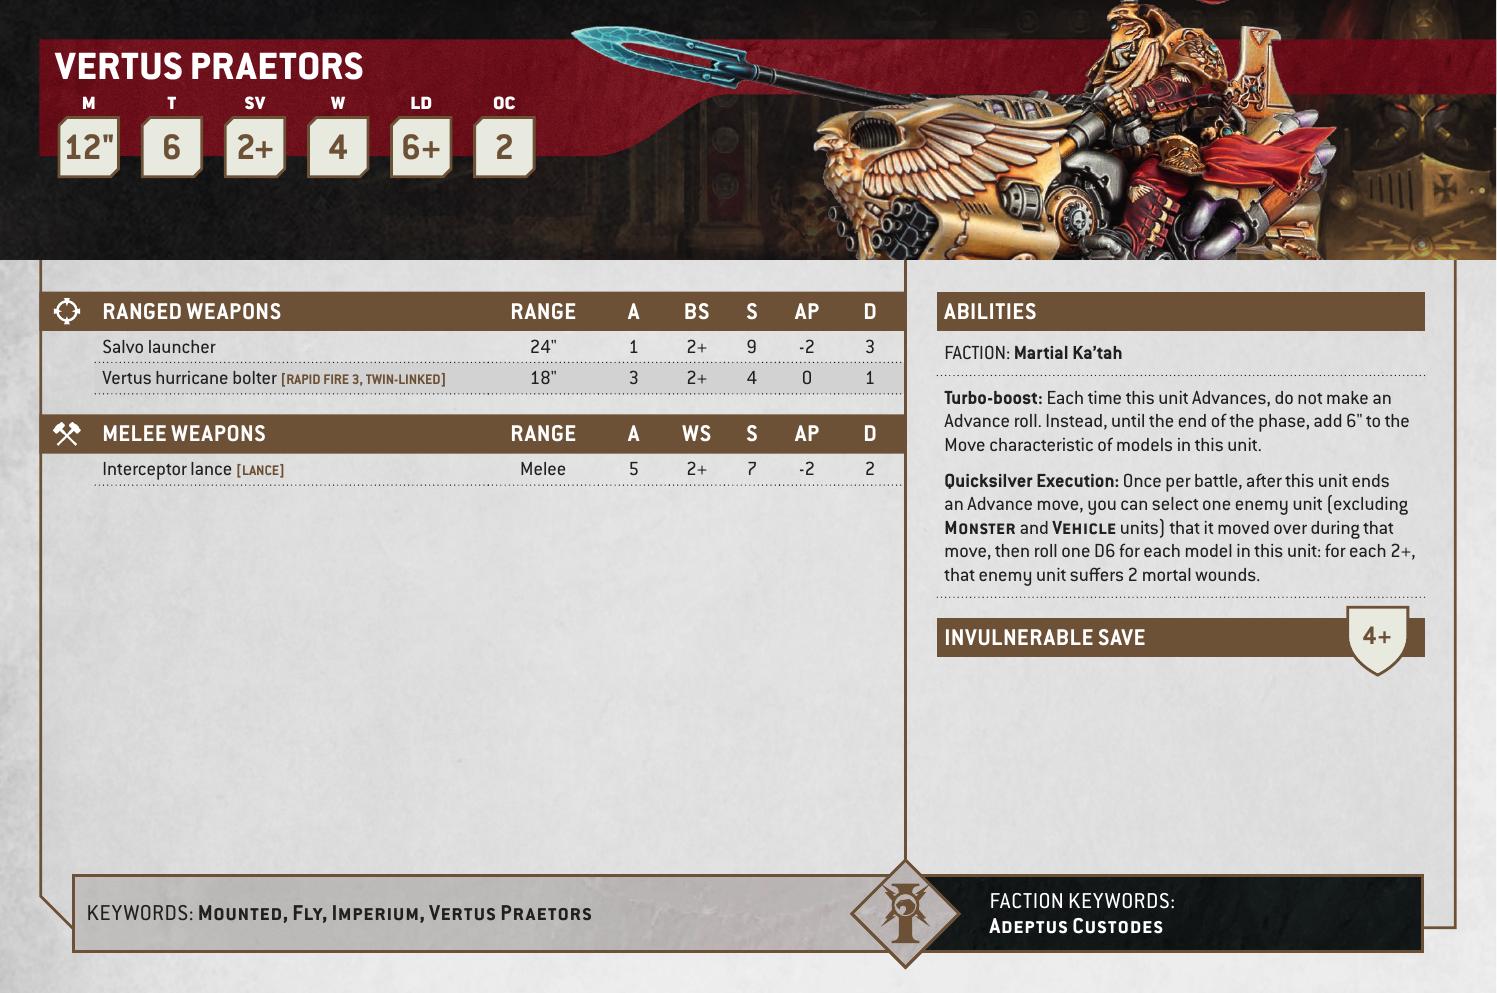 VERTUS PRAETORS
M T SV W LD OC
12" 6 2+ 4 6+ 2
RANGED WEAPONS RANGE A BS S AP D
Salvo launcher 24" 1 2+ 9 -2 3
Vertus hurricane bolter [RAPID FIRE 3, TWIN-LINKED] 18" 3 2+ 4 0 1
MELEE WEAPONS RANGE A WS S AP D
Interceptor lance [LANCE] Melee 5 2+ 7 -2 2
ABILITIES
FACTION: Martial Ka’tah
Turbo-boost: Each time this unit Advances, do not make an
Advance roll. Instead, until the end of the phase, add 6" to the
Move characteristic of models in this unit.
Quicksilver Execution: Once per battle, after this unit ends
an Advance move, you can select one enemy unit (excluding
MONSTER and VEHICLE units) that it moved over during that
move, then roll one D6 for each model in this unit: for each 2+,
that enemy unit suffers 2 mortal wounds.
INVULNERABLE SAVE 4+
KEYWORDS: MOUNTED, FLY, IMPERIUM, VERTUS PRAETORS
FACTION KEYWORDS:
ADEPTUS CUSTODES